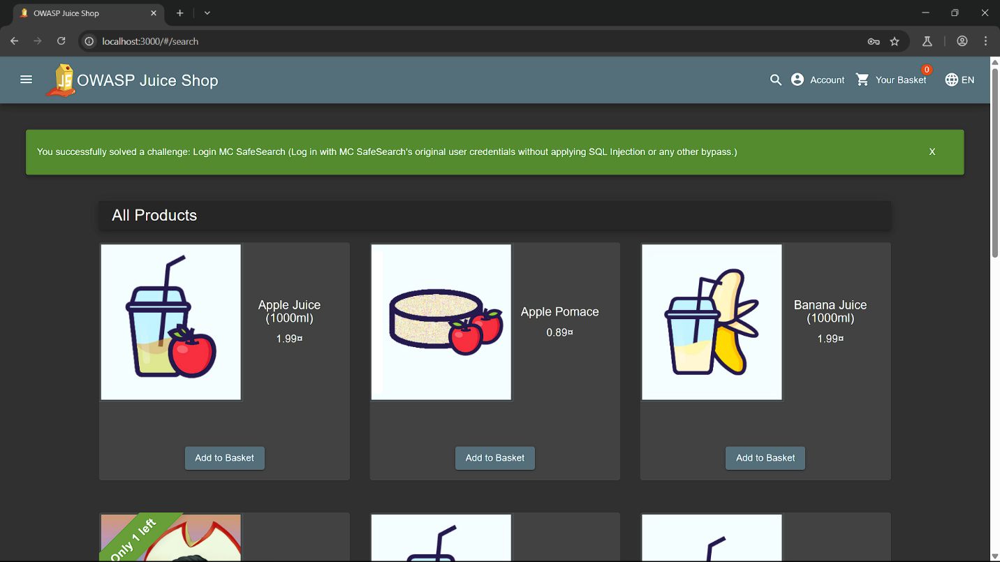 OWASP Juice Shop
localhost:3000/#/search
JS
OWASP Juice Shop
Account
0
Your Basket
EN
You successfully solved a challenge: Login MC SafeSearch (Log in with MC SafeSearch's original user credentials without applying SQL Injection or any other bypass.)
X
All Products
Apple Juice
(1000ml)
1.99¤
Apple Pomace
0.89¤
Banana Juice
(1000ml)
1.99¤
Add to Basket
Add to Basket
Add to Basket
Only 1 left